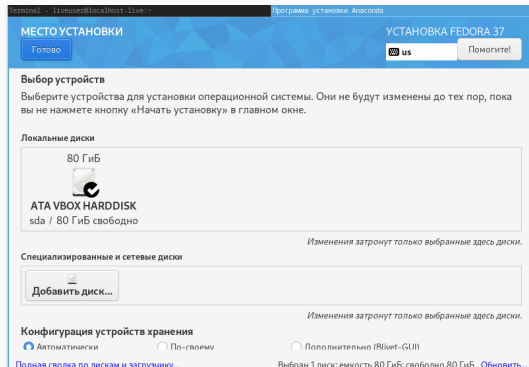 Terminal - liveuser@localhost-live:~
Программа установки Anaconda
МЕСТО УСТАНОВКИ
УСТАНОВКА FEDORA 37
Готово
us
Помогите!
Выбор устройств
Выберите устройства для установки операционной системы. Они не будут изменены до тех пор, пока
вы не нажмете кнопку «Начать установку» в главном окне.
Локальные диски
80 ГиБ
ATA VBOX HARDDISK
sda / 80 ГиБ свободно
Изменения затронут только выбранные здесь диски.
Специализированные и сетевые диски
Добавить диск...
Изменения затронут только выбранные здесь диски.
Конфигурация устройств хранения
Автоматически
По-своему
Дополнительно (Blivet-GUI)
Полная сводка по дискам и загрузчику...
Выбран 1 диск; емкость 80 ГиБ; свободно 80 ГиБ Обновить